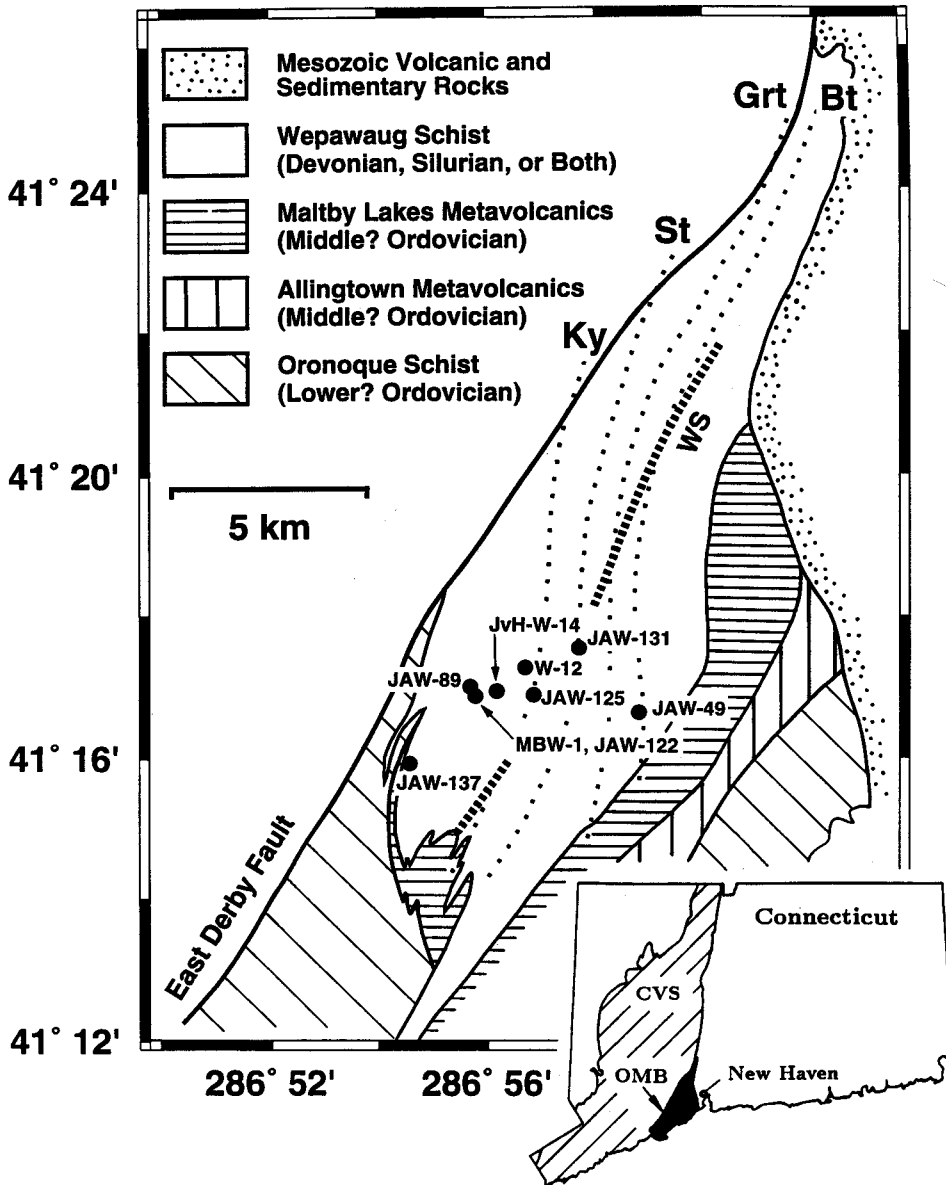 Mesozoic Volcanic and
Sedimentary Rocks
Wepawaug Schist
(Devonian, Silurian, or Both)
Maltby Lakes Metavolcanics
(Middle? Ordovician)
Allingtown Metavolcanics
(Middle? Ordovician)
Oronoque Schist
(Lower? Ordovician)
5 km
Grt
Bt
St
Ky
WS
41° 24'
41° 20'
41° 16'
41° 12'
286° 52'
286° 56'
JvH-W-14
JAW-131
W-12
JAW-89
JAW-125
JAW-49
MBW-1, JAW-122
JAW-137
East Derby Fault
Connecticut
CVS
OMB
New Haven